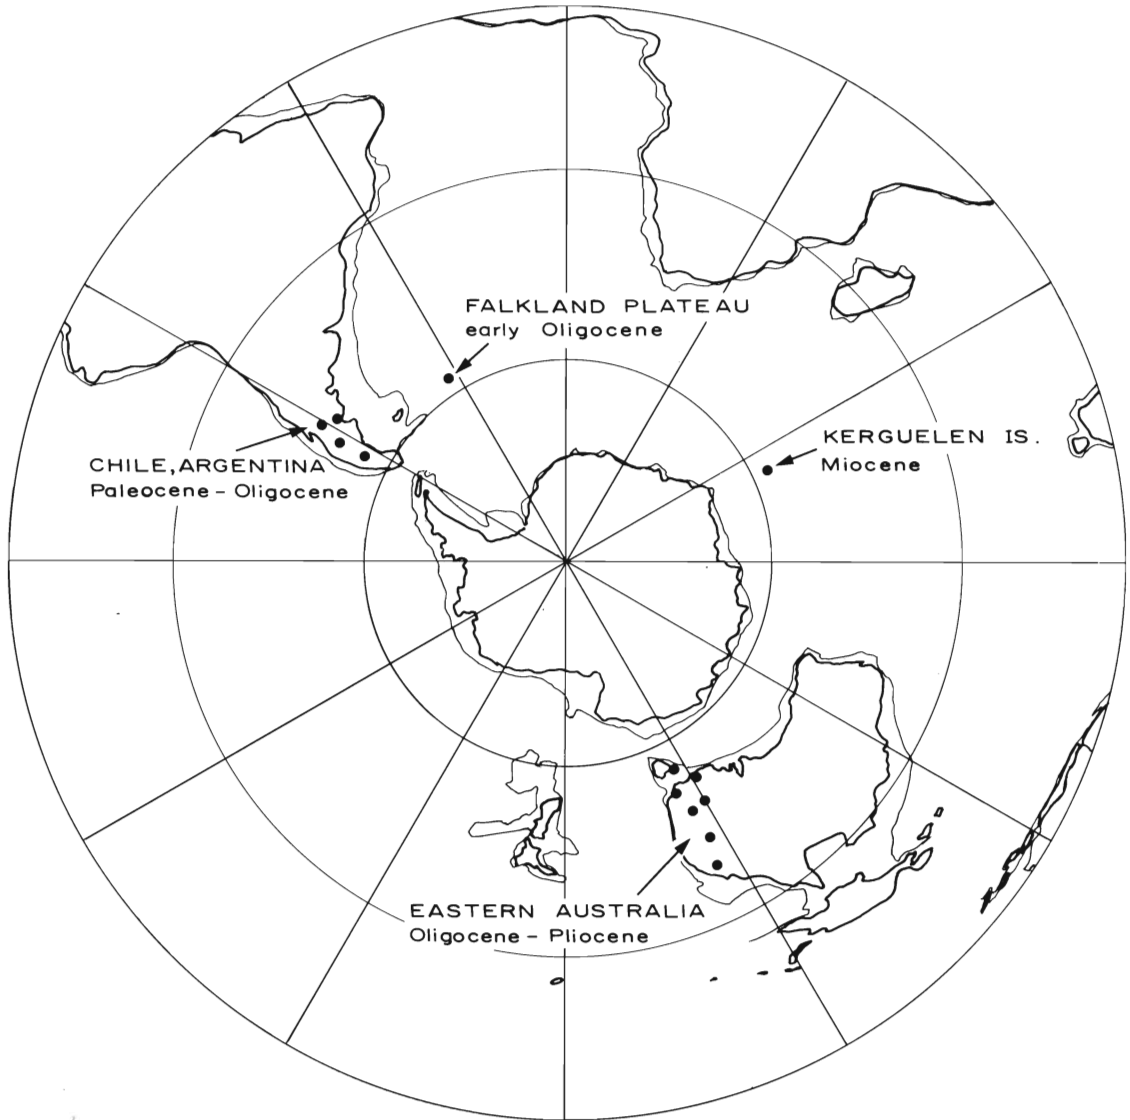 FALKLAND PLATEAU
early Oligocene
KERGUELEN IS.
Miocene
CHILE, ARGENTINA
Paleocene - Oligocene
EASTERN AUSTRALIA
Oligocene - Pliocene